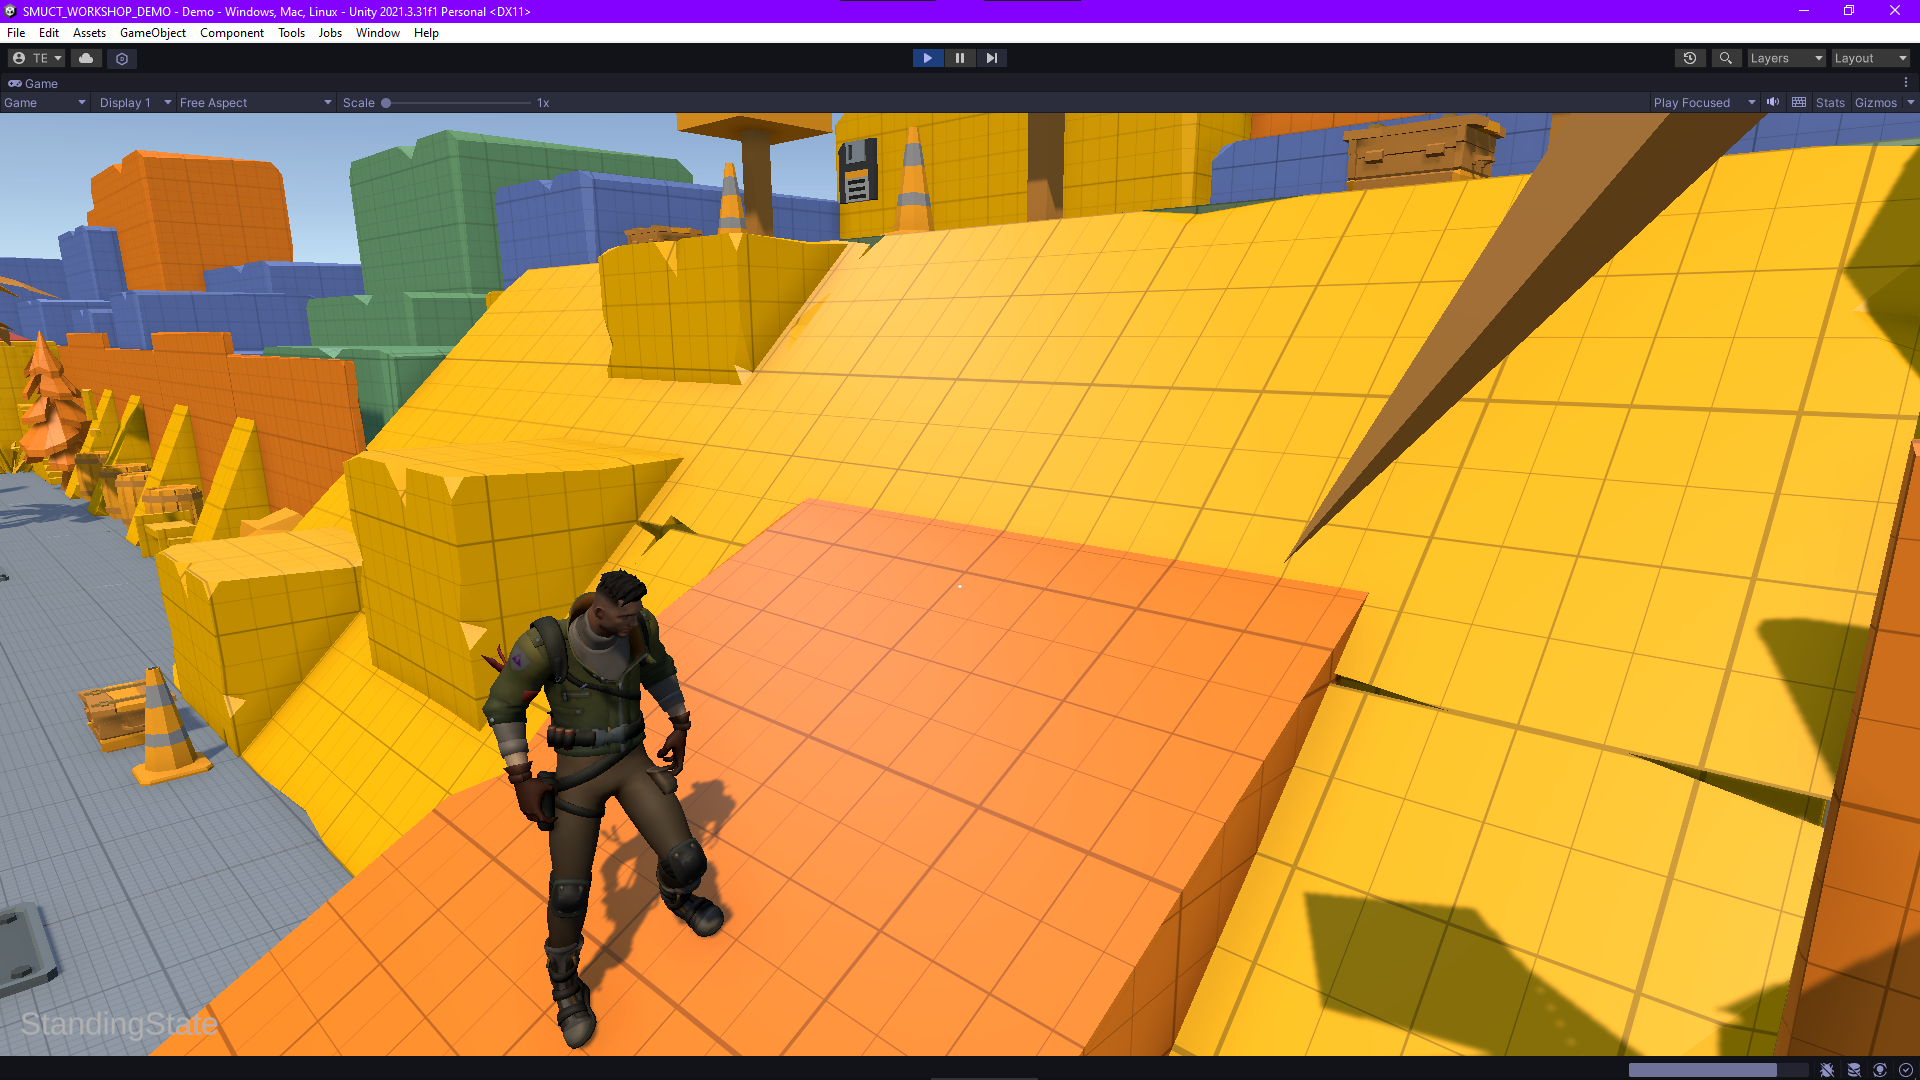 SMUCT_WORKSHOP_DEMO - Demo - Windows, Mac, Linux - Unity 2021.3.31f1 Personal <DX11>
File Edit Assets GameObject Component Tools Jobs Window Help
TE Layers Layout
Game
Game Display 1 Free Aspect Scale 1x Play Focused Stats Gizmos
StandingState